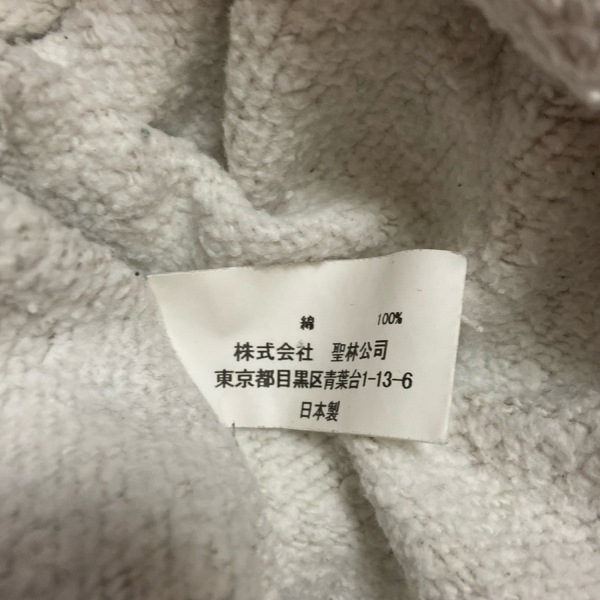 綿 100%
株式会社 聖林公司
東京都目黒区青葉台1-13-6
日本製